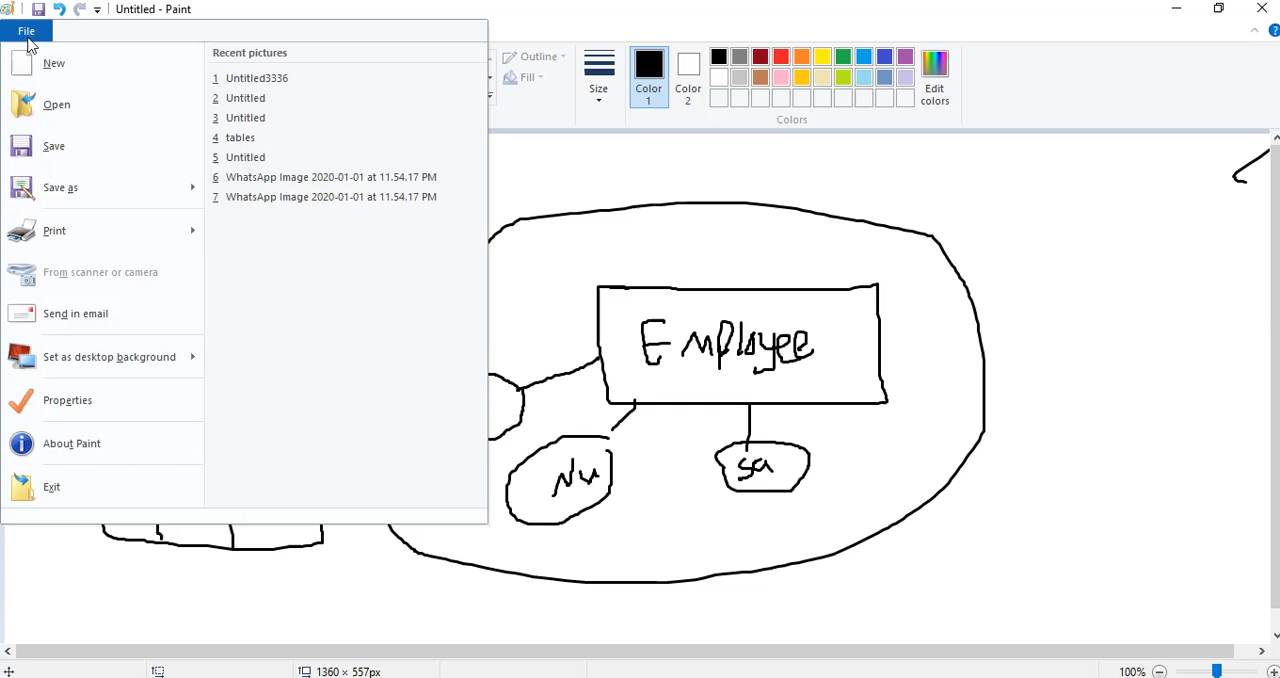 Untitled - Paint
File
New
Open
Save
Save as
Print
From scanner or camera
Send in email
Set as desktop background
Properties
About Paint
Exit
Recent pictures
1 Untitled3336
2 Untitled
3 Untitled
4 tables
5 Untitled
6 WhatsApp Image 2020-01-01 at 11.54.17 PM
7 WhatsApp Image 2020-01-01 at 11.54.17 PM
Outline
Fill
Size
Color 1
Color 2
Edit colors
Colors
Employee
Nu
sa
1360 × 557px
100%